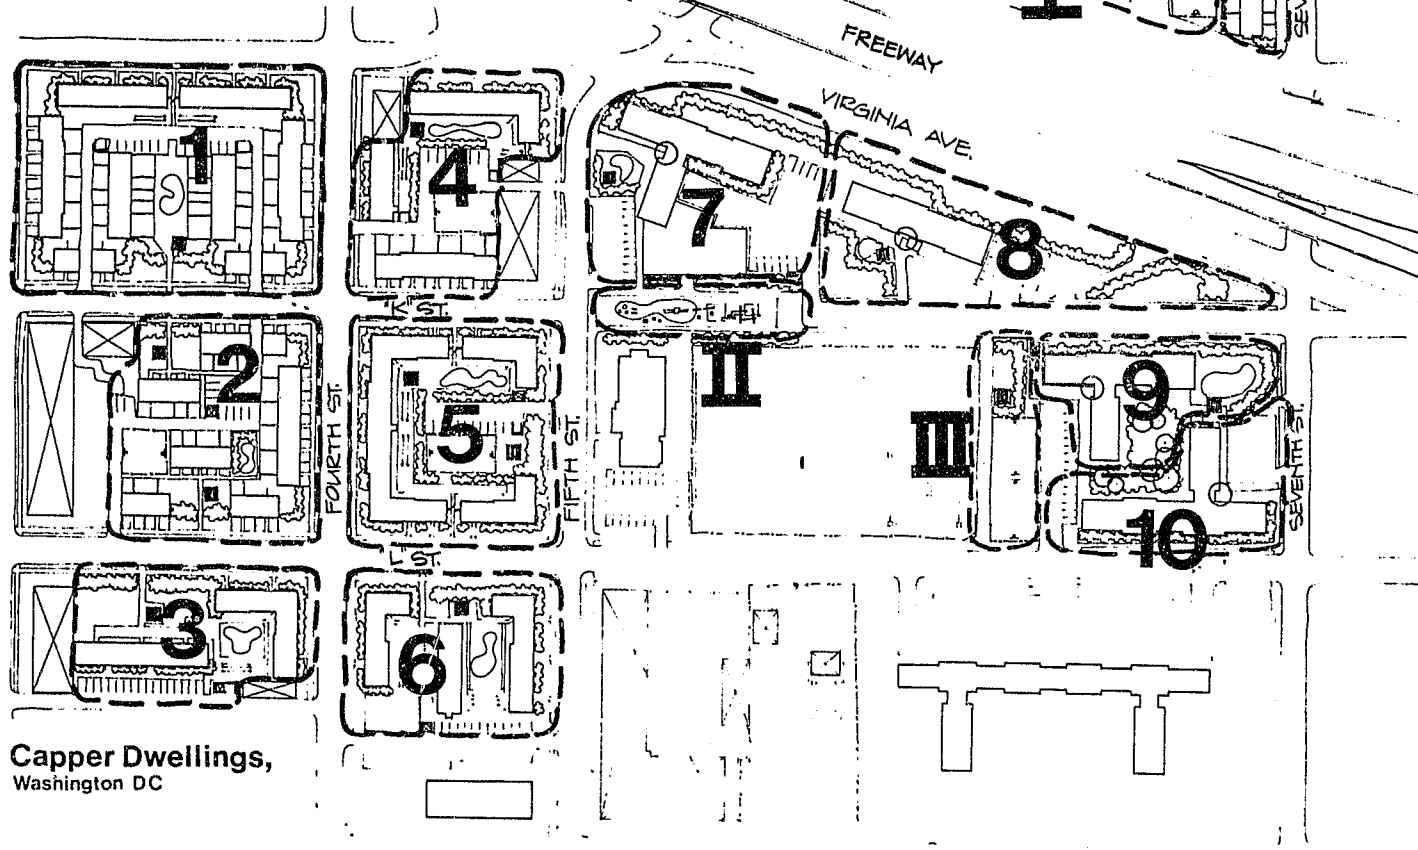 I
SEV
FREEWAY
VIRGINIA AVE.
1
4
7
8
K ST.
2
FOURTH ST.
5
FIFTH ST.
II
III
9
SEVENTH ST.
10
L ST.
3
6
Capper Dwellings,
Washington DC